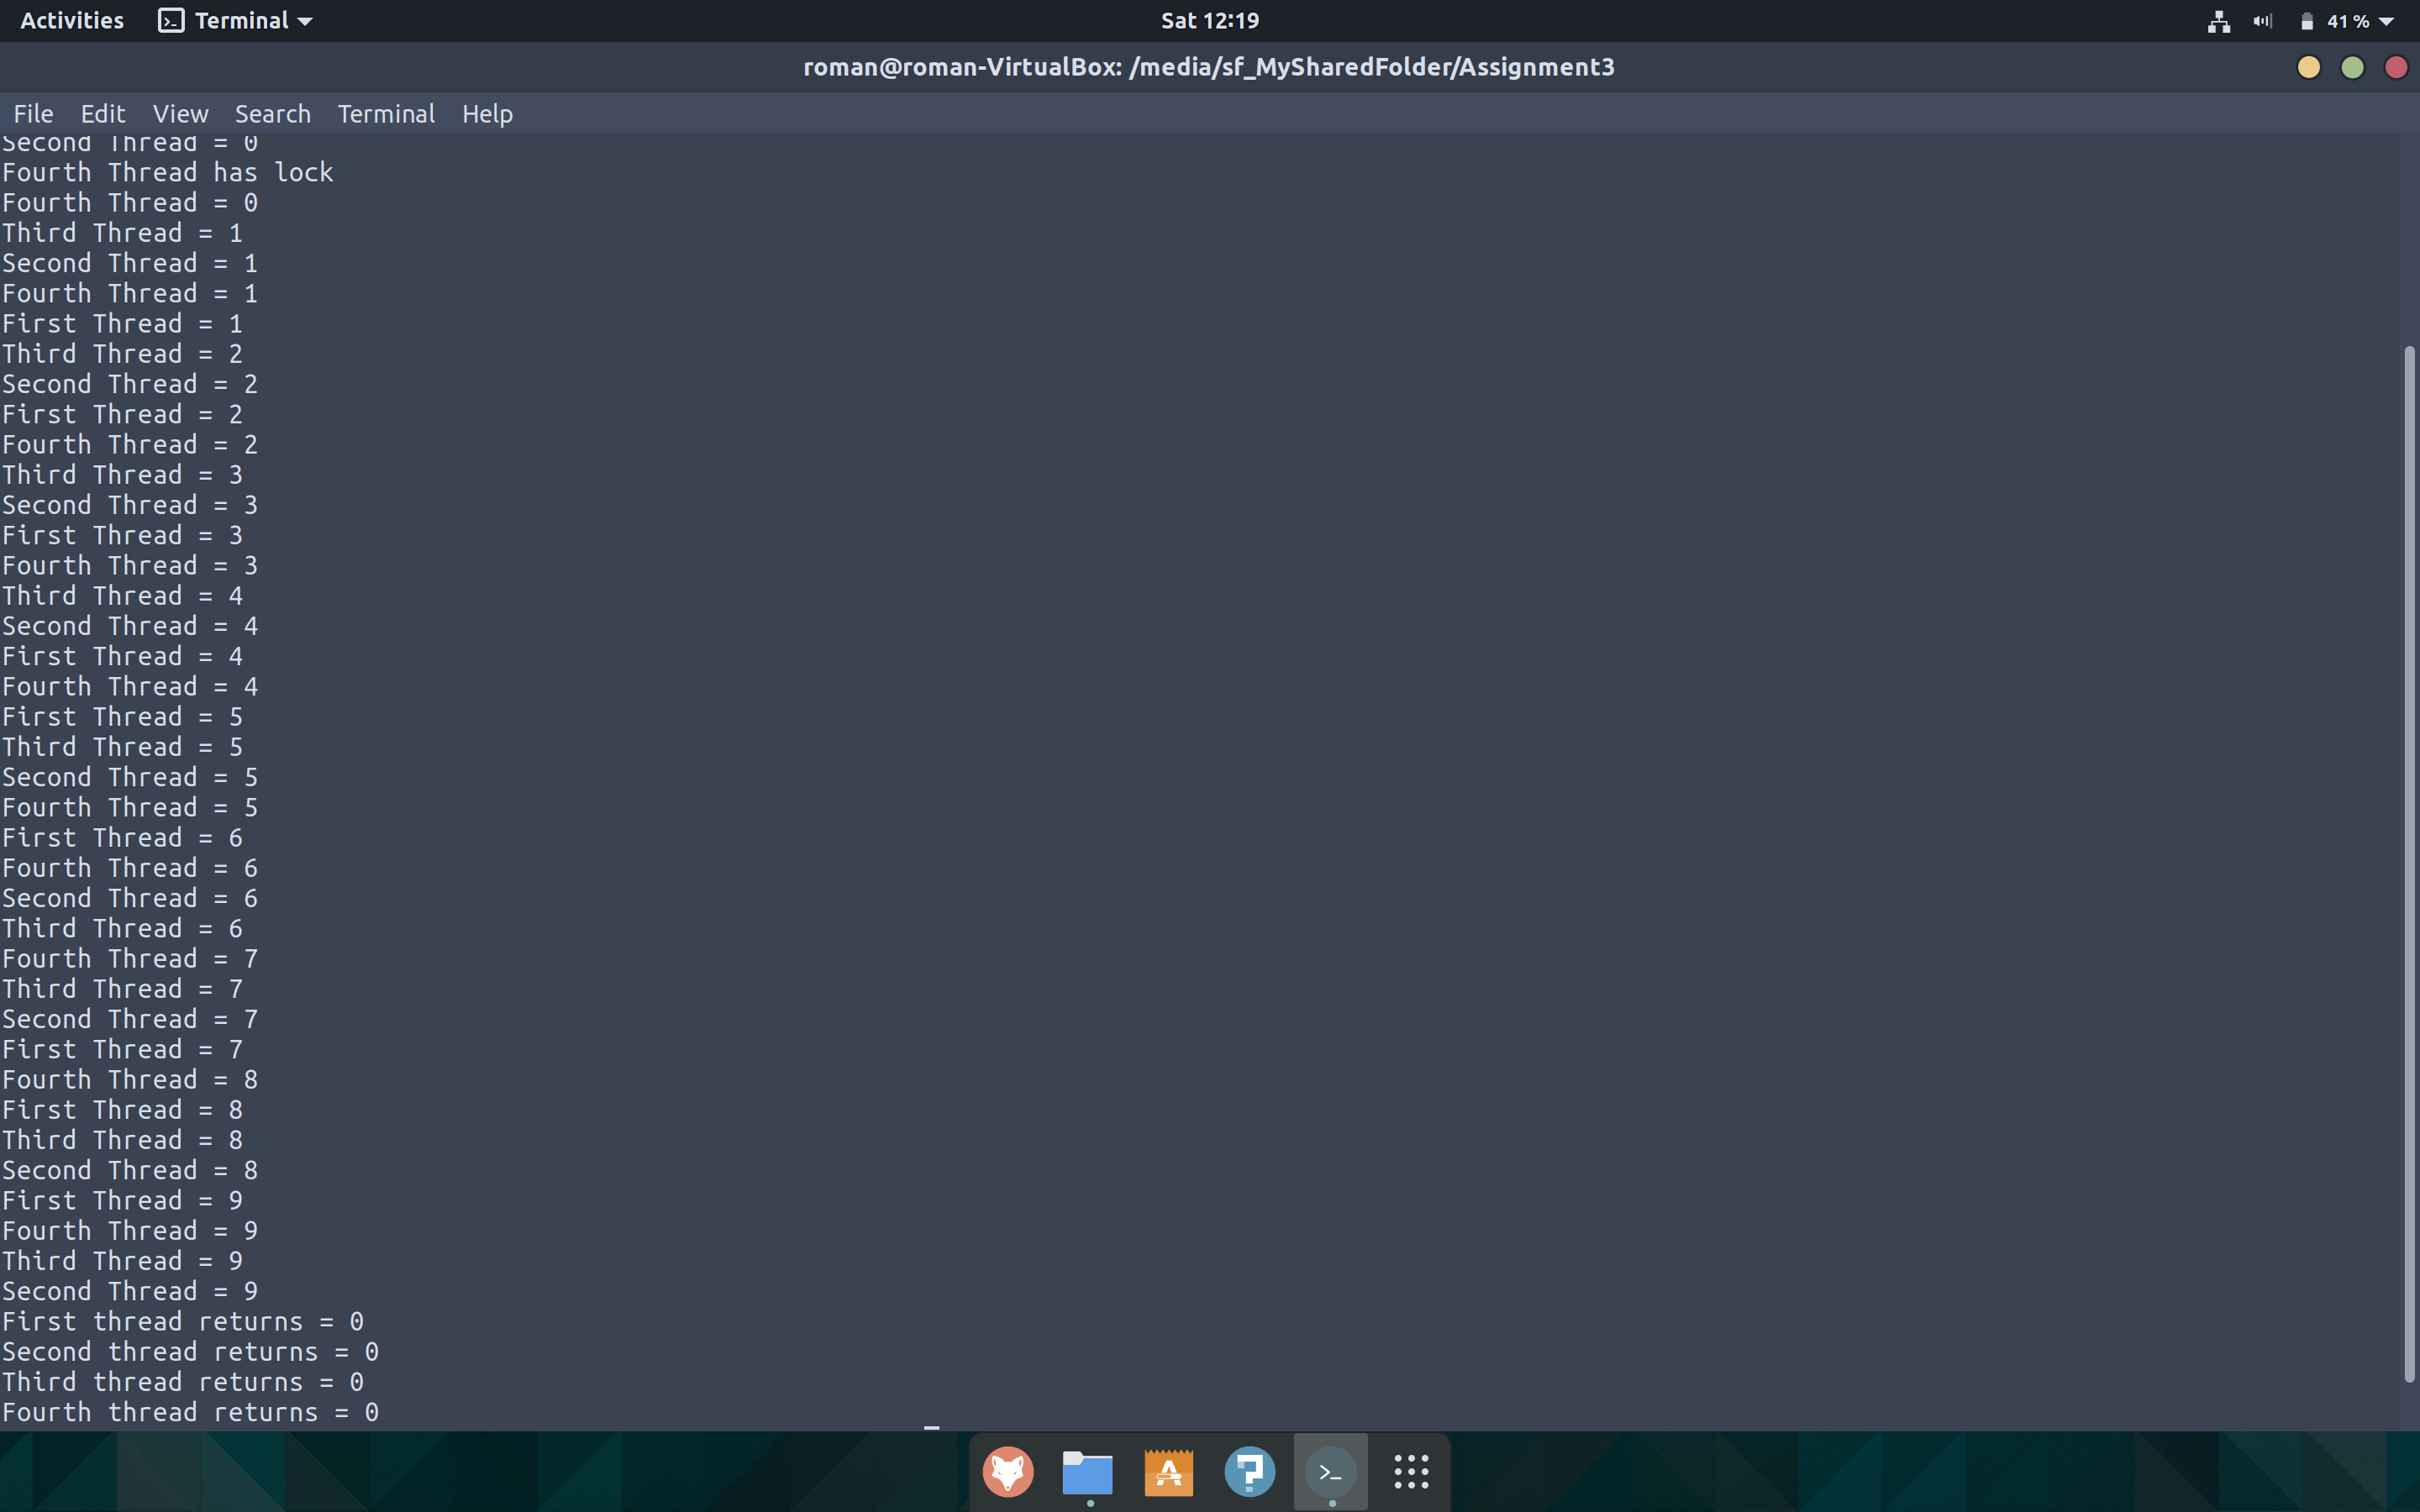 Activities Terminal Sat 12:19 41 %
roman@roman-VirtualBox: /media/sf_MySharedFolder/Assignment3
File Edit View Search Terminal Help
Second Thread = 0
Fourth Thread has lock
Fourth Thread = 0
Third Thread = 1
Second Thread = 1
Fourth Thread = 1
First Thread = 1
Third Thread = 2
Second Thread = 2
First Thread = 2
Fourth Thread = 2
Third Thread = 3
Second Thread = 3
First Thread = 3
Fourth Thread = 3
Third Thread = 4
Second Thread = 4
First Thread = 4
Fourth Thread = 4
First Thread = 5
Third Thread = 5
Second Thread = 5
Fourth Thread = 5
First Thread = 6
Fourth Thread = 6
Second Thread = 6
Third Thread = 6
Fourth Thread = 7
Third Thread = 7
Second Thread = 7
First Thread = 7
Fourth Thread = 8
First Thread = 8
Third Thread = 8
Second Thread = 8
First Thread = 9
Fourth Thread = 9
Third Thread = 9
Second Thread = 9
First thread returns = 0
Second thread returns = 0
Third thread returns = 0
Fourth thread returns = 0